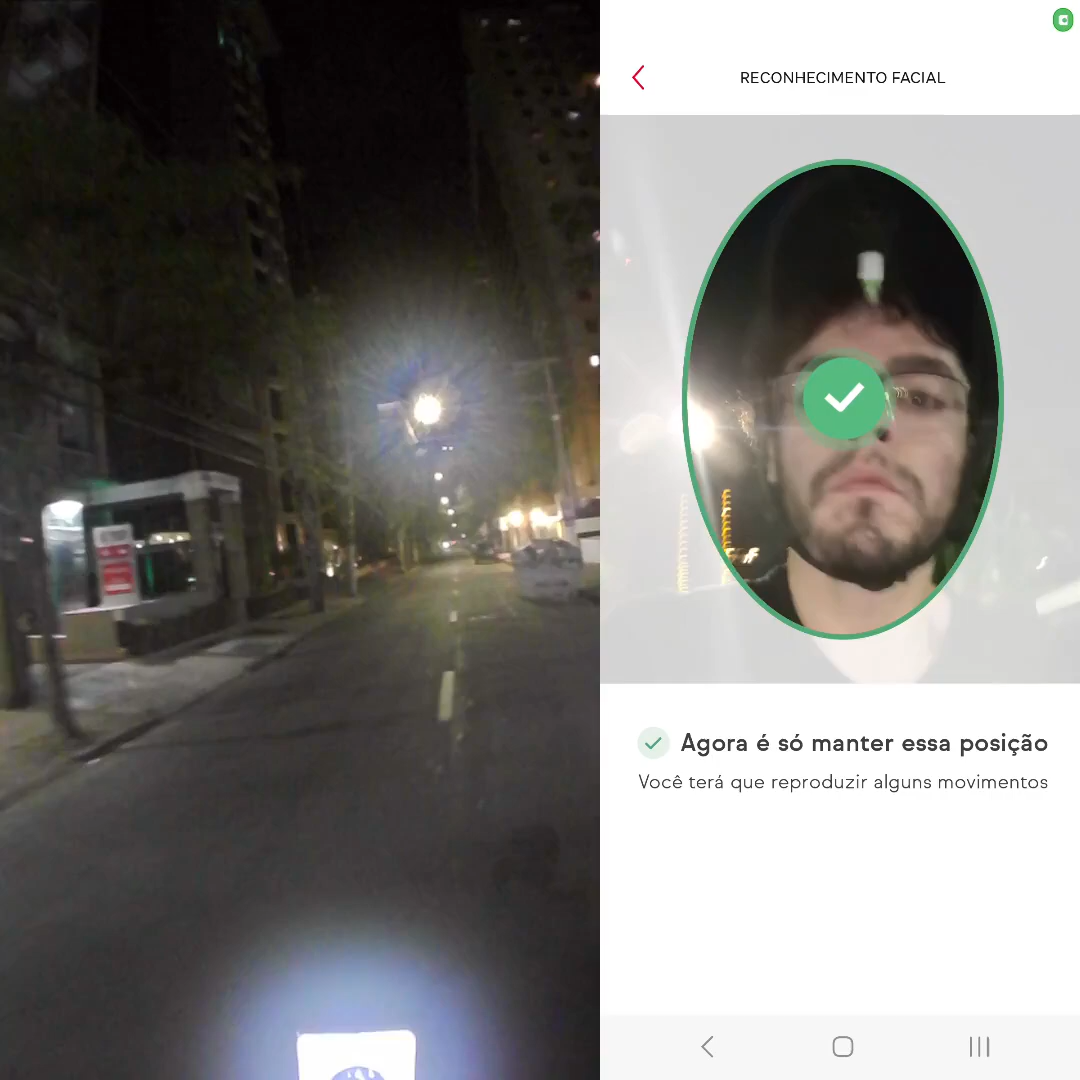 RECONHECIMENTO FACIAL
Agora é só manter essa posição
Você terá que reproduzir alguns movimentos